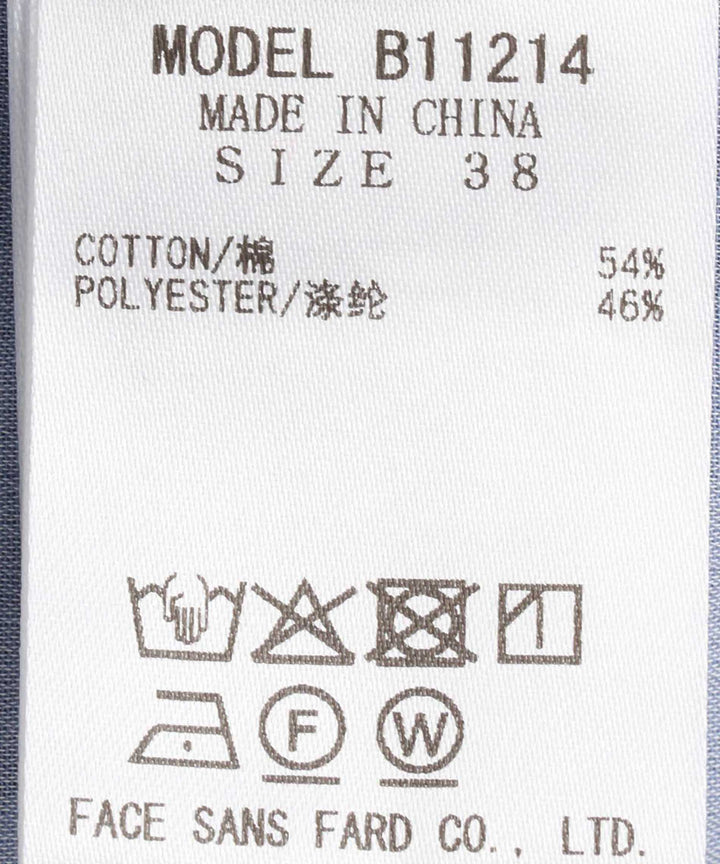 MODEL B11214
MADE IN CHINA
SIZE 38
COTTON/棉 54%
POLYESTER/涤纶 46%
F W
FACE SANS FARD CO., LTD.